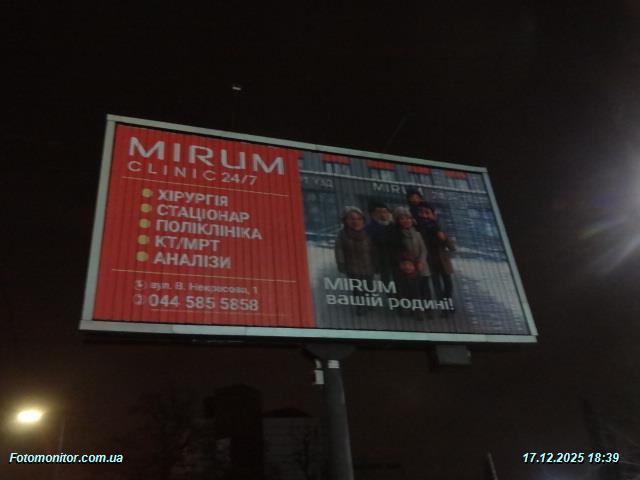 MIRUM
CLINIC 24/7
ХІРУРГІЯ
СТАЦІОНАР
ПОЛІКЛІНІКА
КТ/МРТ
АНАЛІЗИ
вул. В. Некрасова, 1
044 585 5858
MIRUM
MIRUM
вашій родині!
Fotomonitor.com.ua
17.12.2025 18:39